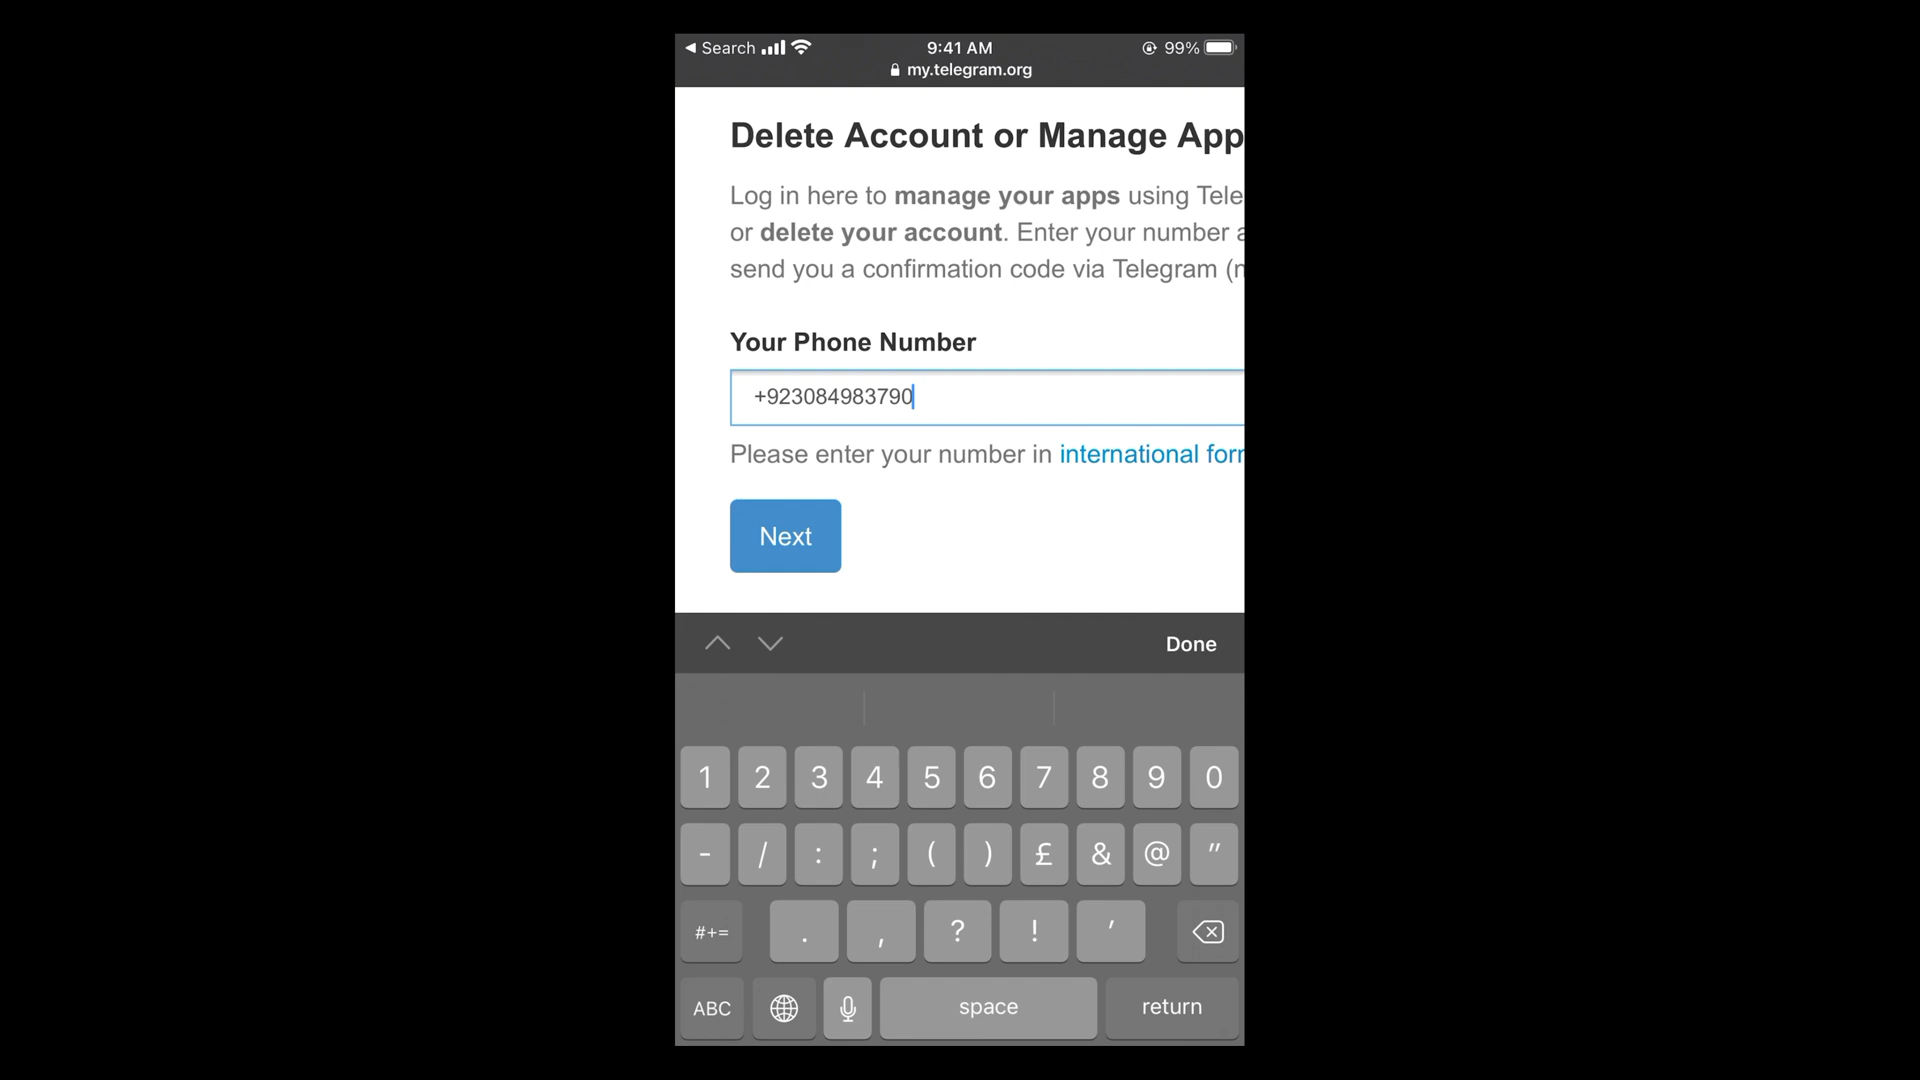 Search 9:41 AM 99%
my.telegram.org
Delete Account or Manage App
Log in here to manage your apps using Tele
or delete your account. Enter your number a
send you a confirmation code via Telegram (n
Your Phone Number
+923084983790
Please enter your number in international for
Next
Done
1 2 3 4 5 6 7 8 9 0
- / : ; ( ) £ & @ "
#+= . , ? ! '
ABC space return